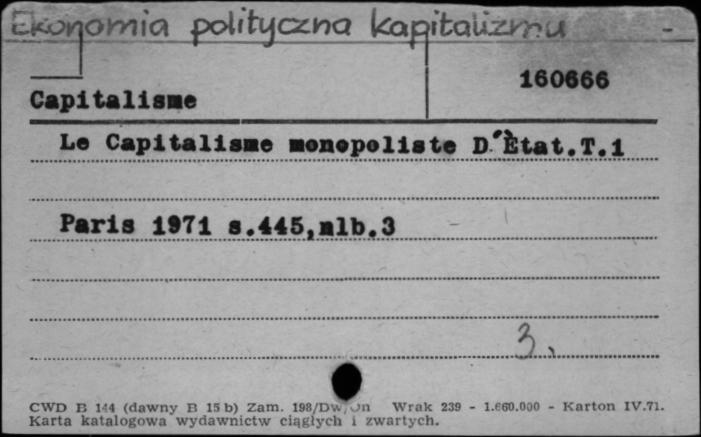 Ekonomia polityczna kapitalizmu -
160666
Capitalisme
Le Capitalisme monopoliste D´Ètat.T.1
Paris 1971 s.445,nlb.3
3.
CWD B 144 (dawny B 15 b) Zam. 198/Dw/On Wrak 239 - 1.660.000 - Karton IV.71.
Karta katalogowa wydawnictw ciągłych i zwartych.